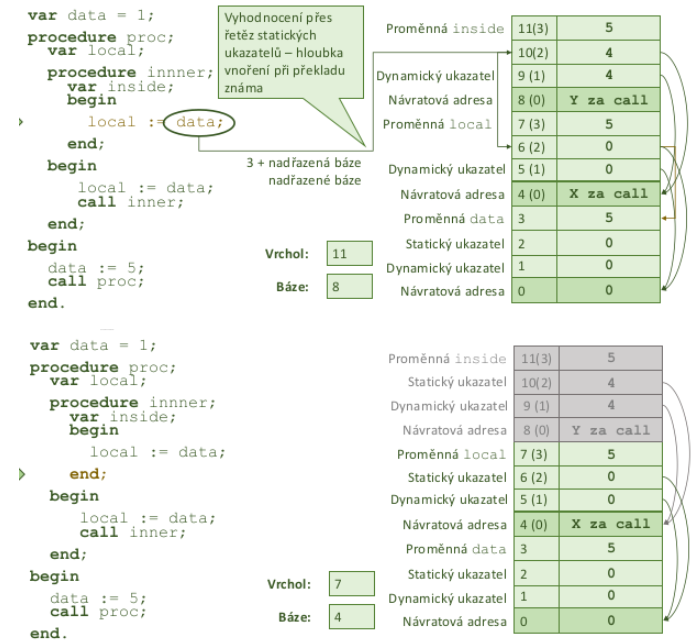 var data = 1;
procedure proc;
var local;
procedure innner;
var inside;
begin
local := data;
end;
begin
local := data;
call inner;
end;
begin
data := 5;
call proc;
end.
Vyhodnocení přes
řetěz statických
ukazatelů – hloubka
vnoření při překladu
známa
3 + nadřazená báze
nadřazené báze
Vrchol: 11
Báze: 8
Proměnná inside 11(3) 5
10(2) 4
Dynamický ukazatel 9 (1) 4
Návratová adresa 8 (0) Y za call
Proměnná local 7 (3) 5
6 (2) 0
Dynamický ukazatel 5 (1) 0
Návratová adresa 4 (0) X za call
Proměnná data 3 5
Statický ukazatel 2 0
Dynamický ukazatel 1 0
Návratová adresa 0 0
var data = 1;
procedure proc;
var local;
procedure innner;
var inside;
begin
local := data;
end;
begin
local := data;
call inner;
end;
begin
data := 5;
call proc;
end.
Vrchol: 7
Báze: 4
Proměnná inside 11(3) 5
Statický ukazatel 10(2) 4
Dynamický ukazatel 9 (1) 4
Návratová adresa 8 (0) Y za call
Proměnná local 7 (3) 5
Statický ukazatel 6 (2) 0
Dynamický ukazatel 5 (1) 0
Návratová adresa 4 (0) X za call
Proměnná data 3 5
Statický ukazatel 2 0
Dynamický ukazatel 1 0
Návratová adresa 0 0